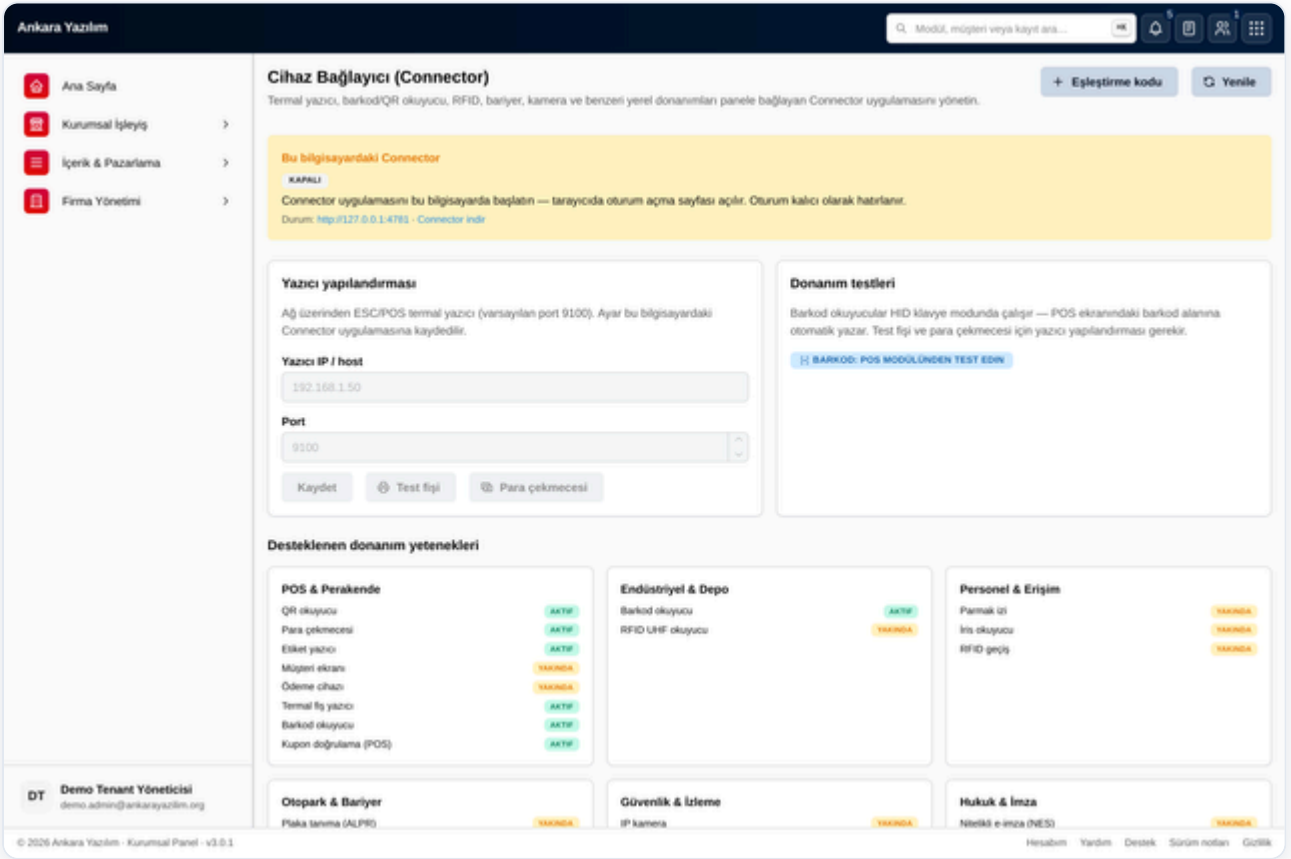 Ankara Yazılım
Modül, müşteri veya kayıt ara...
⌘K
5
1
Ana Sayfa
Kurumsal İşleyiş
İçerik & Pazarlama
Firma Yönetimi
Cihaz Bağlayıcı (Connector)
Termal yazıcı, barkod/QR okuyucu, RFID, bariyer, kamera ve benzeri yerel donanımları panele bağlayan Connector uygulamasını yönetin.
Eşleştirme kodu
Yenile
Bu bilgisayardaki Connector
KAPALI
Connector uygulamasını bu bilgisayarda başlatın — tarayıcıda oturum açma sayfası açılır. Oturum kalıcı olarak hatırlanır.
Durum: http://127.0.0.1:4781 · Connector indir
Yazıcı yapılandırması
Ağ üzerinden ESC/POS termal yazıcı (varsayılan port 9100). Ayar bu bilgisayardaki
Connector uygulamasına kaydedilir.
Yazıcı IP / host
192.168.1.50
Port
9100
Kaydet
Test fişi
Para çekmecesi
Donanım testleri
Barkod okuyucular HID klavye modunda çalışır — POS ekranındaki barkod alanına
otomatik yazar. Test fişi ve para çekmecesi için yazıcı yapılandırması gerekir.
BARKOD: POS MODÜLÜNDEN TEST EDIN
Desteklenen donanım yetenekleri
POS & Perakende
QR okuyucu AKTIF
Para çekmecesi AKTIF
Etiket yazıcı AKTIF
Müşteri ekranı YAKINDA
Ödeme cihazı YAKINDA
Termal fiş yazıcı AKTIF
Barkod okuyucu AKTIF
Kupon doğrulama (POS) AKTIF
Endüstriyel & Depo
Barkod okuyucu AKTIF
RFID UHF okuyucu YAKINDA
Personel & Erişim
Parmak izi YAKINDA
İris okuyucu YAKINDA
RFID geçiş YAKINDA
Otopark & Bariyer
Plaka tanıma (ALPR) YAKINDA
Güvenlik & İzleme
IP kamera YAKINDA
Hukuk & İmza
Nitelikli e-imza (NES) YAKINDA
DT
Demo Tenant Yöneticisi
demo.admin@ankarayazilim.org
© 2026 Ankara Yazılım · Kurumsal Panel · v3.0.1
Hesabım Yardım Destek Sürüm notları Gizlilik